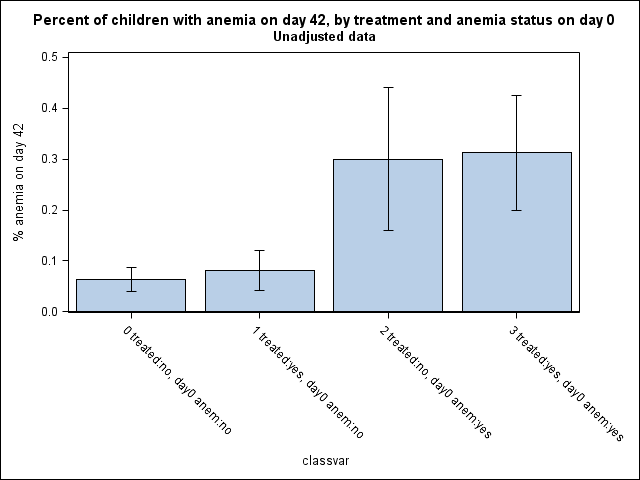 Percent of children with anemia on day 42, by treatment and anemia status on day 0
Unadjusted data
% anemia on day 42
0.5
0.4
0.3
0.2
0.1
0.0
0 treated:no, day0 anem:no
1 treated:yes, day0 anem:no
2 treated:no, day0 anem:yes
3 treated:yes, day0 anem:yes
classvar